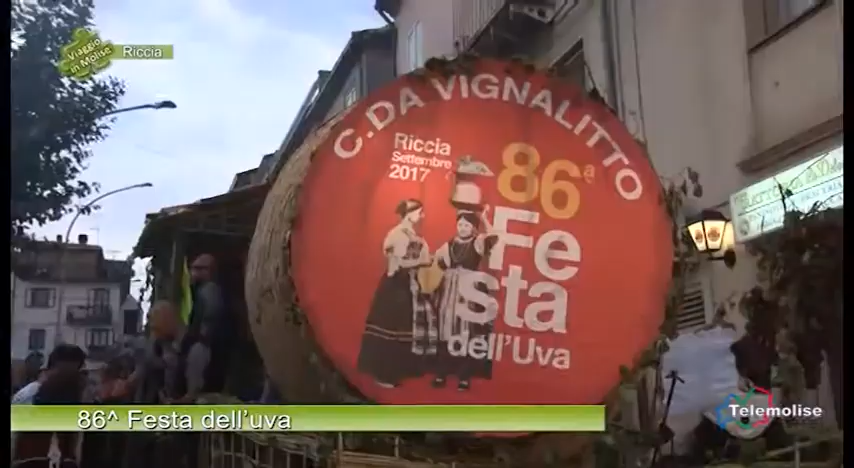 Viaggio
in Molise
Riccia
C.DA VIGNALITTO
Riccia
Settembre
2017
86ª
Festa
dell'Uva
86^ Festa dell'uva
Telemolise